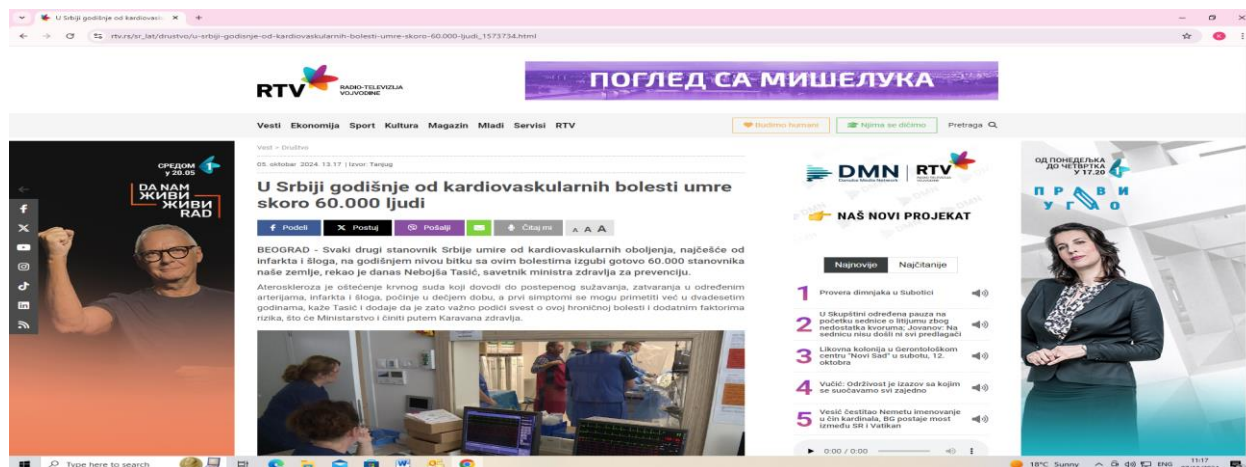 U Srbiji godišnje od kardiovaskul
rtv.rs/sr_lat/drustvo/u-srbiji-godisnje-od-kardiovaskularnih-bolesti-umre-skoro-60.000-ljudi_1573734.html
RTV RADIO-TELEVIZIJA
VOJVODINE
ПОГЛЕД СА МИШЕЛУКА
Vesti Ekonomija Sport Kultura Magazin Mladi Servisi RTV
Budimo humani
Njima se dičimo
Pretraga
Vesti > Društvo
05. oktobar 2024. 13.17 | Izvor: Tanjug
U Srbiji godišnje od kardiovaskularnih bolesti umre
skoro 60.000 ljudi
Podeli
Postuj
Pošalji
Čitaj mi
A A A
BEOGRAD - Svaki drugi stanovnik Srbije umire od kardiovaskularnih oboljenja, najčešće od
infarkta i šloga, na godišnjem nivou bitku sa ovim bolestima izgubi gotovo 60.000 stanovnika
naše zemlje, rekao je danas Nebojša Tasić, savetnik ministra zdravlja za prevenciju.
Ateroskleroza je oštećenje krvnog suda koji dovodi do postepenog sužavanja, zatvaranja u određenim
arterijama, infarkta i šloga, počinje u dečjem dobu, a prvi simptomi se mogu primetiti već u dvadesetim
godinama, kaže Tasić i dodaje da je zato važno podići svest o ovoj hroničnoj bolesti i dodatnim faktorima
rizika, što će Ministarstvo i činiti putem Karavana zdravlja.
СРЕДОМ 1
у 20.05
DA NAM
ЖИВИ
ЖИВИ
RAD
DMN RTV
NAŠ NOVI PROJEKAT
Najnovije
Najčitanije
1 Provera dimnjaka u Subotici
2 U Skupštini određena pauza na
početku sednice o litijumu zbog
nedostatka kvoruma; Jovanov: Na
sednicu nisu došli ni svi predlagači
3 Likovna kolonija u Gerontološkom
centru "Novi Sad" u subotu, 12.
oktobra
4 Vučić: Održivost je izazov sa kojim
se suočavamo svi zajedno
5 Vesić čestitao Nemetu imenovanje
u čin kardinala, BG postaje most
između SR i Vatikan
0:00 / 0:00
ОД ПОНЕДЕЉКА
ДО ЧЕТВРТКА
У 17.20
ПРАВИ
УГАО
Type here to search
18°C Sunny
ENG
11:17